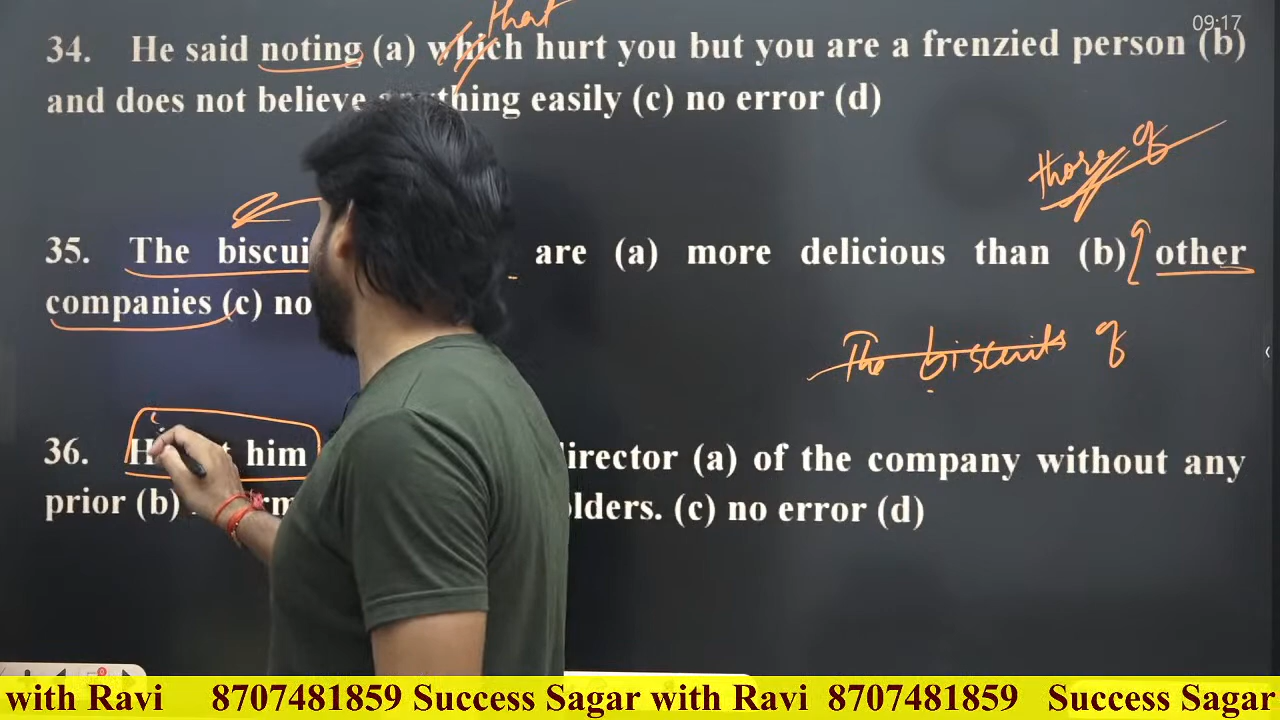 09:17
that
34. He said noting (a) which hurt you but you are a frenzied person (b)
and does not believe anything easily (c) no error (d)
those of
35. The biscui are (a) more delicious than (b) other
companies (c) no
The biscuits of
36. him director (a) of the company without any
prior (b) olders. (c) no error (d)
with Ravi 8707481859 Success Sagar with Ravi 8707481859 Success Sagar